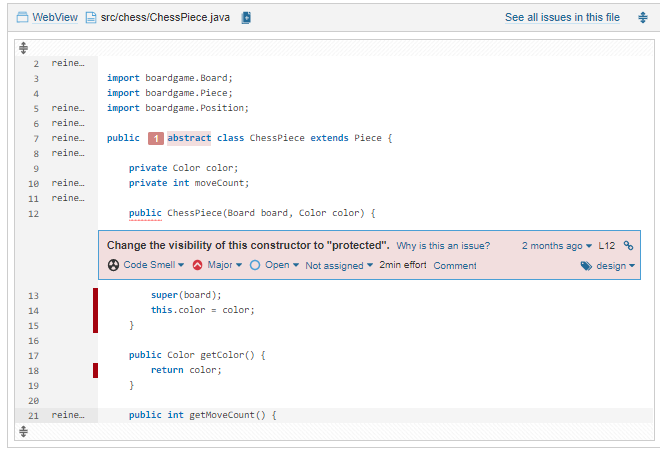 WebView src/chess/ChessPiece.java See all issues in this file
2 reine...
3 import boardgame.Board;
4 import boardgame.Piece;
5 reine... import boardgame.Position;
6 reine...
7 reine... public 1 abstract class ChessPiece extends Piece {
8 reine...
9 private Color color;
10 reine... private int moveCount;
11 reine...
12 public ChessPiece(Board board, Color color) {
Change the visibility of this constructor to "protected". Why is this an issue? 2 months ago L12
Code Smell Major Open Not assigned 2min effort Comment design
13 super(board);
14 this.color = color;
15 }
16
17 public Color getColor() {
18 return color;
19 }
20
21 reine... public int getMoveCount() {